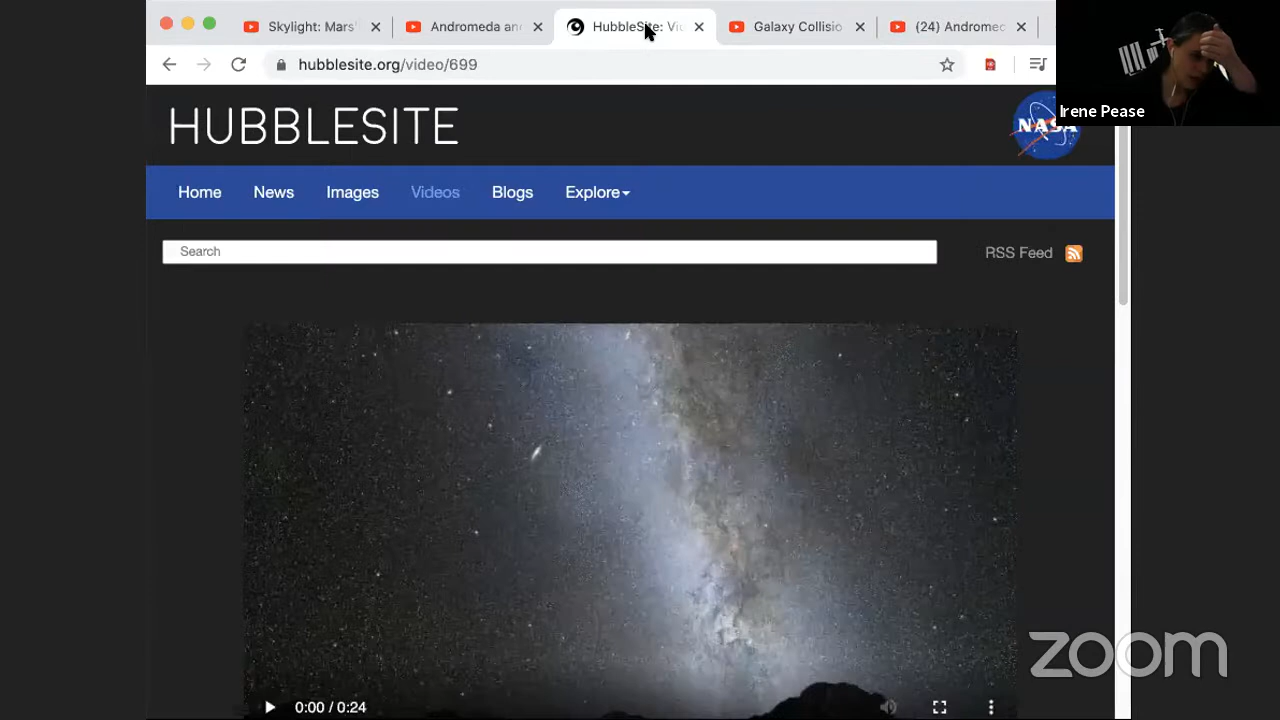 Skylight: Mars'
Andromeda an
HubbleSite: Vi
Galaxy Collisio
(24) Andromed
hubblesite.org/video/699
Irene Pease
HUBBLESITE
NASA
Home News Images Videos Blogs Explore
Search
RSS Feed
0:00 / 0:24
zoom